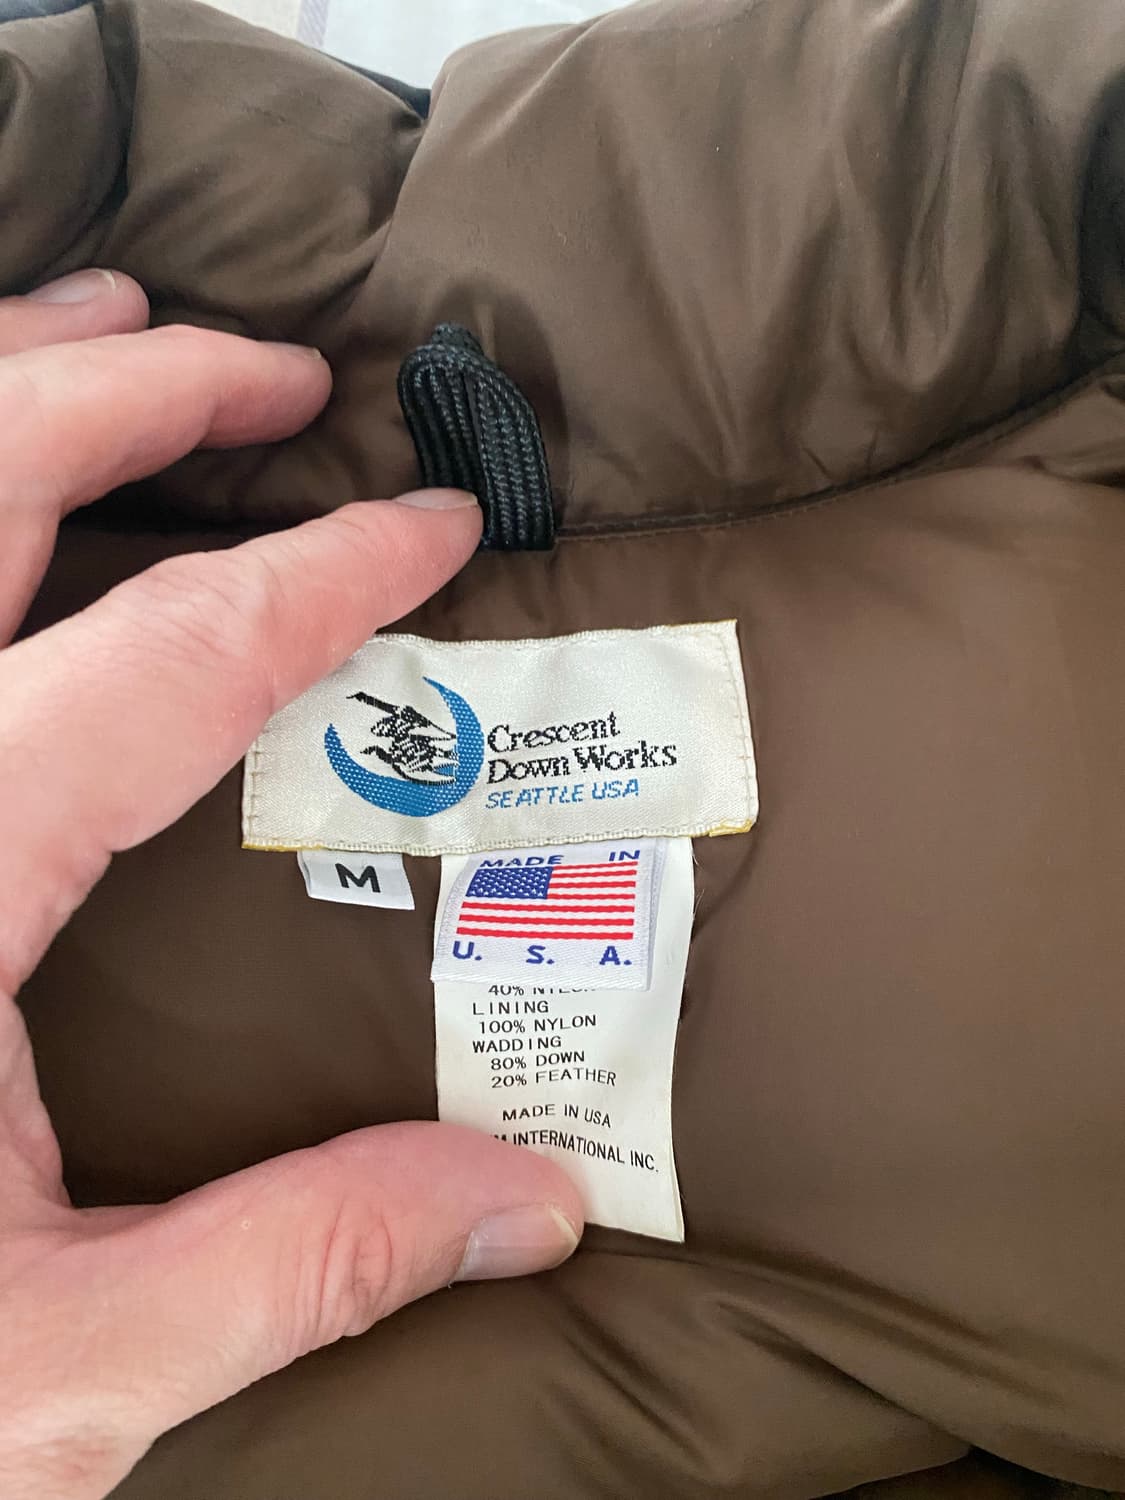 Crescent
Down Works
SEATTLE USA
M
MADE IN
U. S. A.
40%
LINING
100% NYLON
WADDING
80% DOWN
20% FEATHER
MADE IN USA
INTERNATIONAL INC.